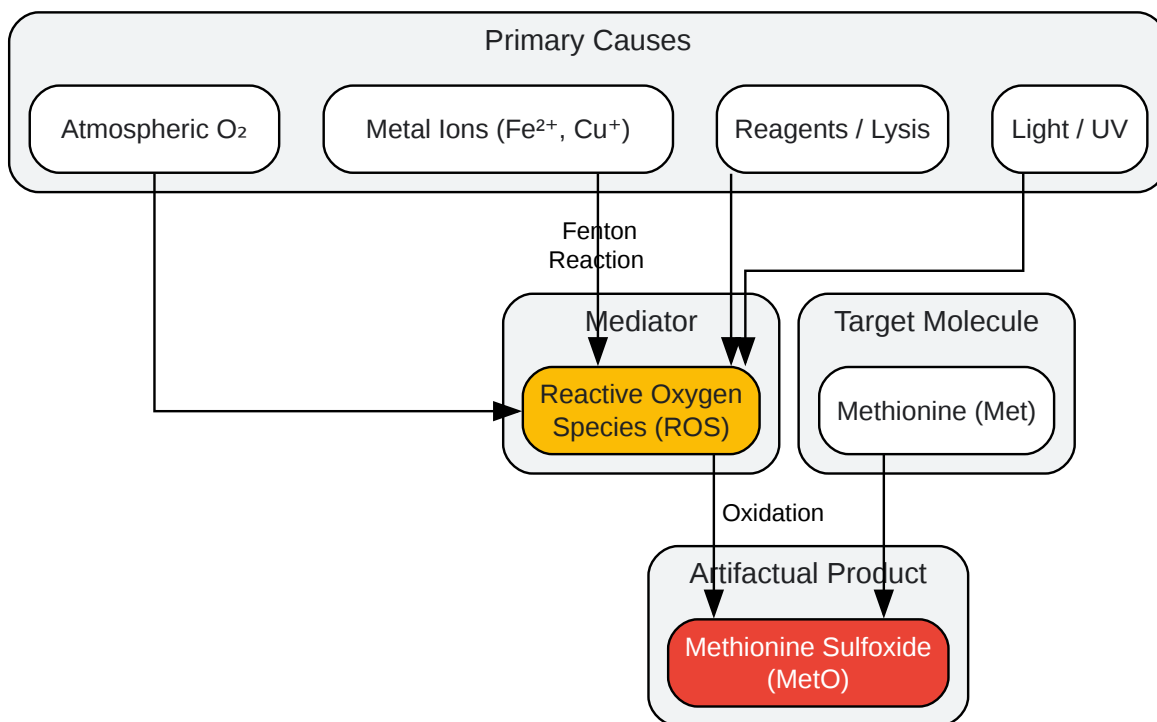 Primary Causes
Atmospheric O₂
Metal Ions (Fe²⁺, Cu⁺)
Reagents / Lysis
Light / UV
Fenton
Reaction
Mediator
Target Molecule
Reactive Oxygen
Species (ROS)
Methionine (Met)
Oxidation
Artifactual Product
Methionine Sulfoxide
(MetO)